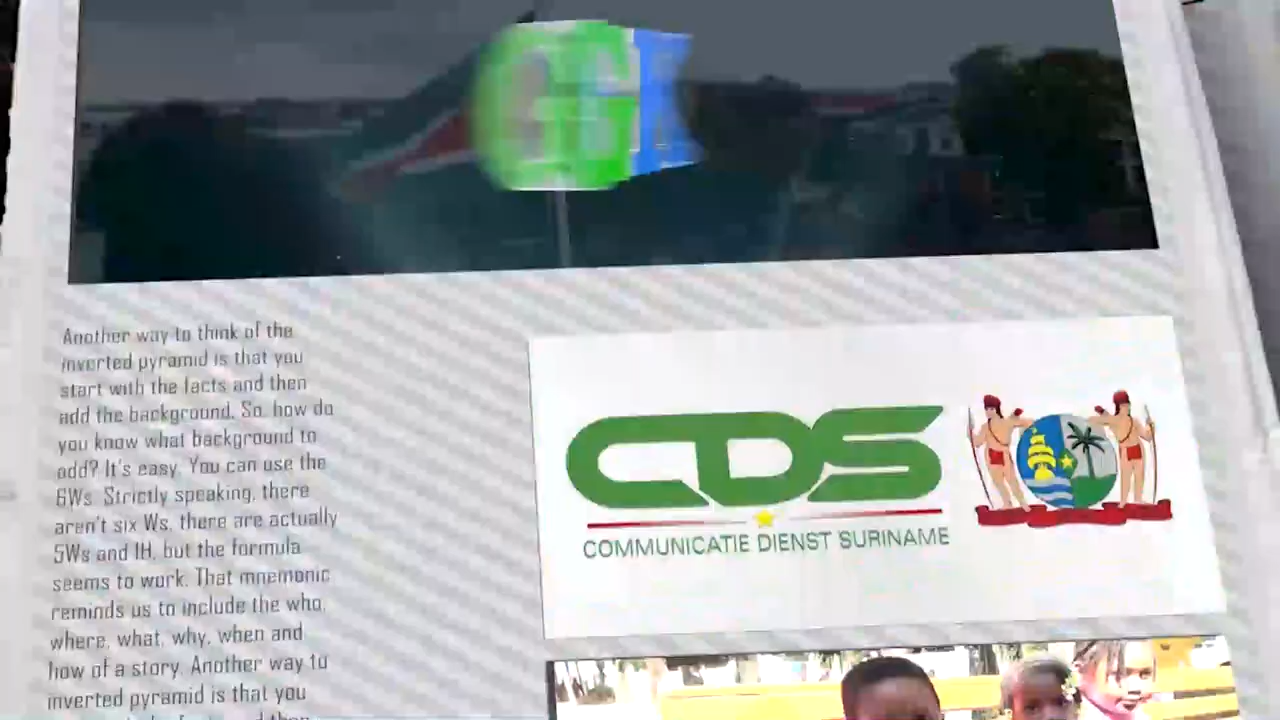 Another way to think of the
inverted pyramid is that you
start with the facts and then
add the background. So, how do
you know what background to
add? It's easy. You can use the
6Ws. Strictly speaking, there
aren't six Ws, there are actually
5Ws and 1H, but the formula
seems to work. That mnemonic
reminds us to include the who,
where, what, why, when and
how of a story. Another way to
inverted pyramid is that you
CDS
COMMUNICATIE DIENST SURINAME